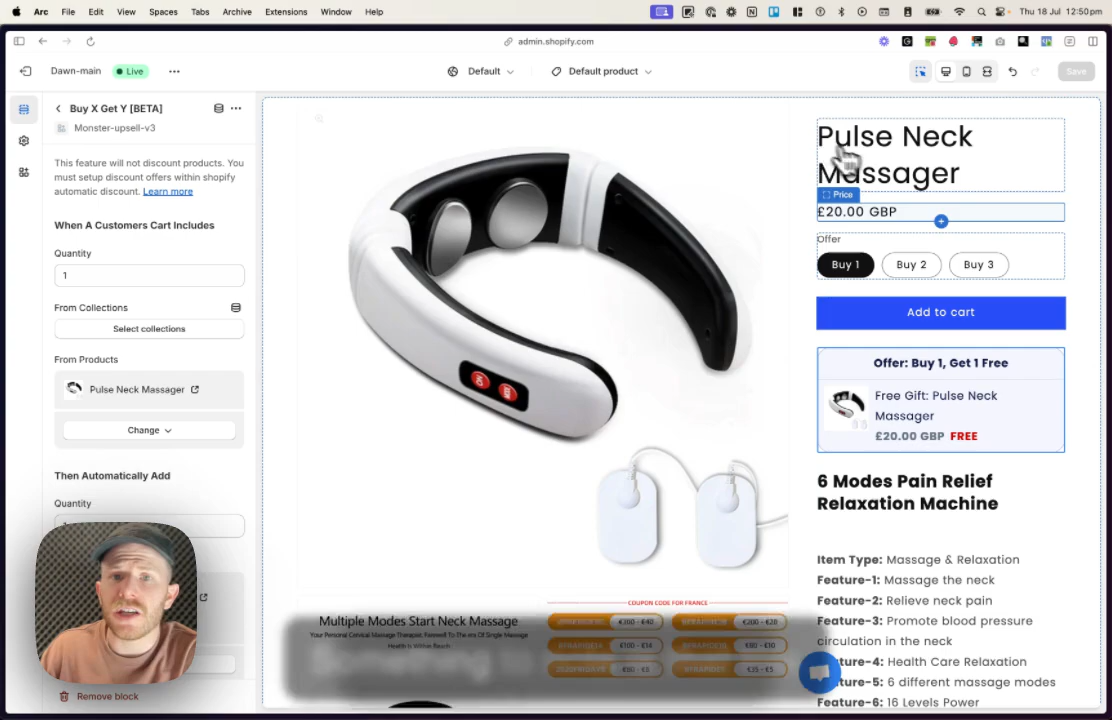 Arc File Edit View Spaces Tabs Archive Extensions Window Help
Thu 18 Jul 12:50pm
admin.shopify.com
Dawn-main Live
Default
Default product
Save
Buy X Get Y [BETA]
Monster-upsell-v3
This feature will not discount products. You
must setup discount offers within shopify
automatic discount. Learn more
When A Customers Cart Includes
Quantity
1
From Collections
Select collections
From Products
Pulse Neck Massager
Change
Then Automatically Add
Quantity
Remove block
ON
Multiple Modes Start Neck Massage
COUPON CODE FOR FRANCE
Pulse Neck
Massager
Price
£20.00 GBP
Offer
Buy 1
Buy 2
Buy 3
Add to cart
Offer: Buy 1, Get 1 Free
Free Gift: Pulse Neck
Massager
£20.00 GBP FREE
6 Modes Pain Relief
Relaxation Machine
Item Type: Massage & Relaxation
Feature-1: Massage the neck
Feature-2: Relieve neck pain
Feature-3: Promote blood pressure
circulation in the neck
ature-4: Health Care Relaxation
ture-5: 6 different massage modes
Feature-6: 16 Levels Power